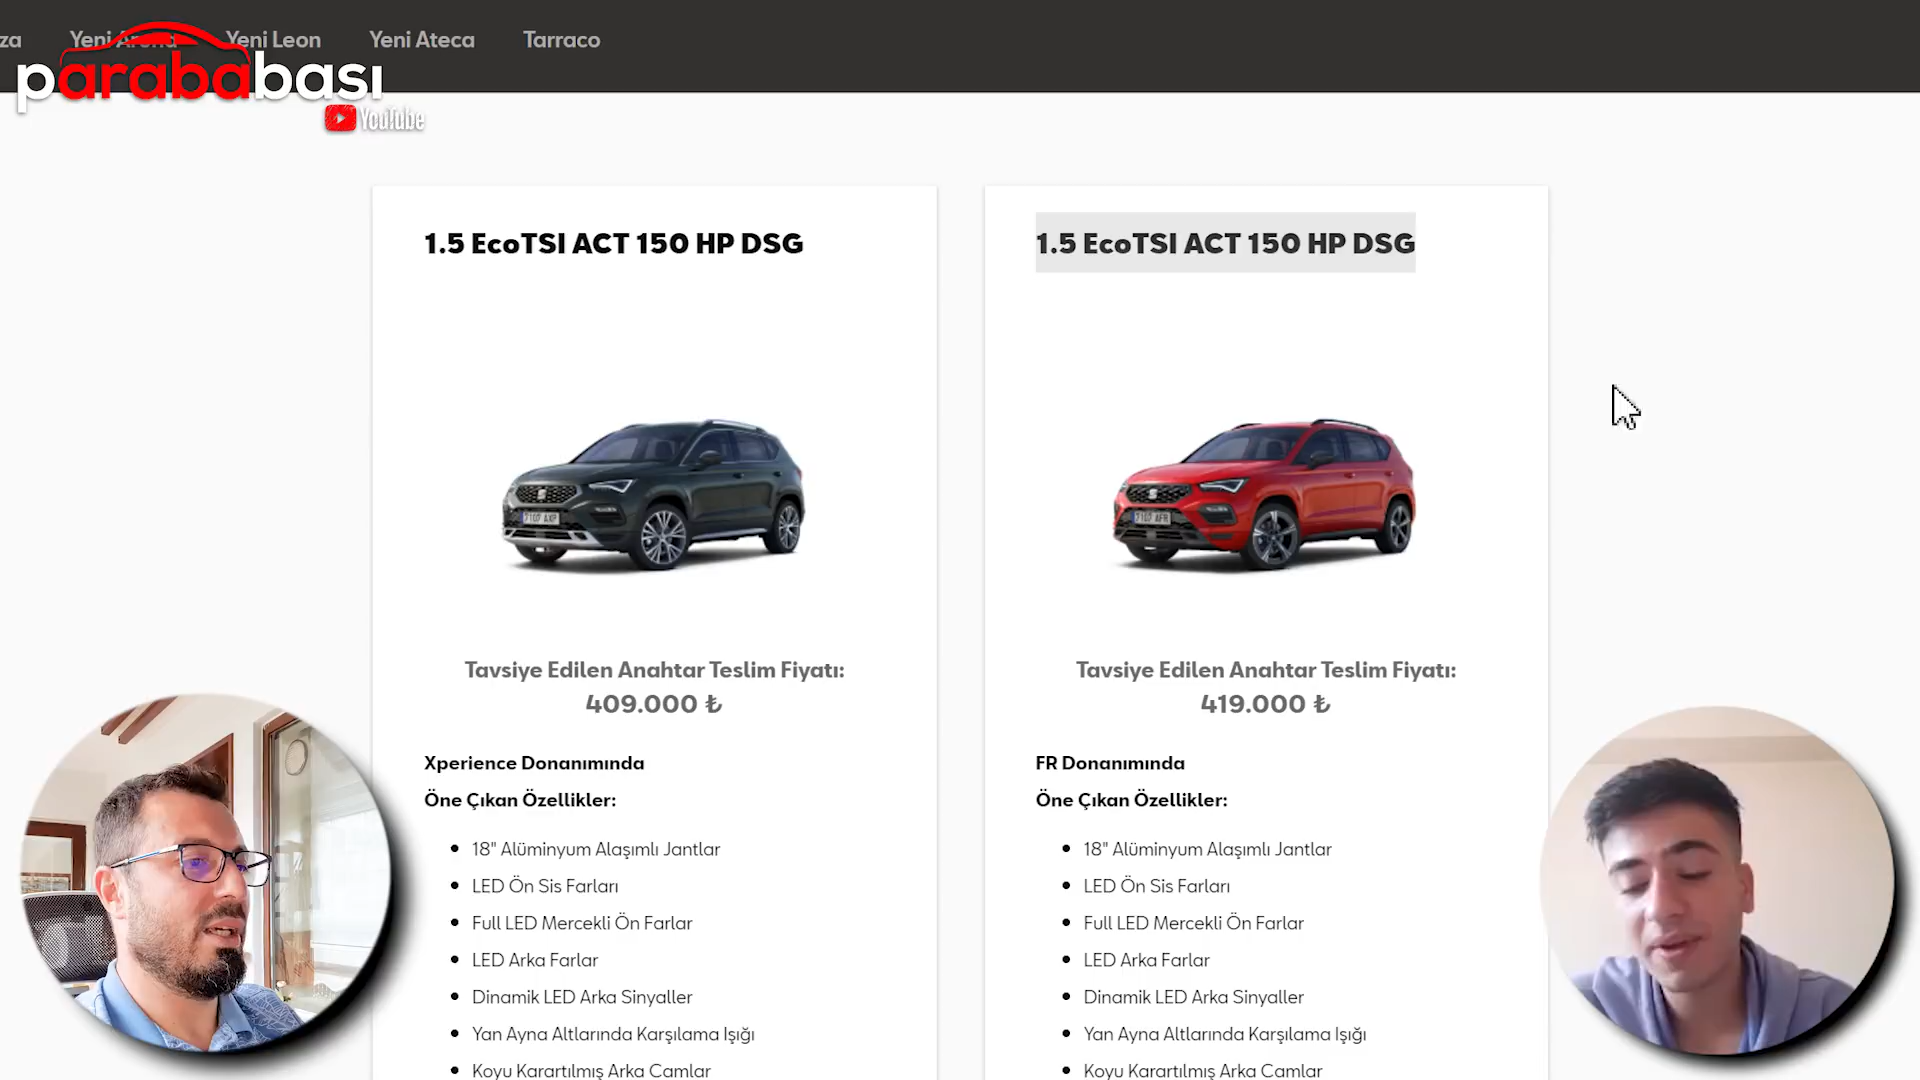 za Yeni Arona Yeni Leon Yeni Ateca Tarraco
parababası
YouTube
1.5 EcoTSI ACT 150 HP DSG
Tavsiye Edilen Anahtar Teslim Fiyatı:
409.000 ₺
Xperience Donanımında
Öne Çıkan Özellikler:
• 18" Alüminyum Alaşımlı Jantlar
• LED Ön Sis Farları
• Full LED Mercekli Ön Farlar
• LED Arka Farlar
• Dinamik LED Arka Sinyaller
• Yan Ayna Altlarında Karşılama Işığı
• Koyu Karartılmış Arka Camlar
1.5 EcoTSI ACT 150 HP DSG
Tavsiye Edilen Anahtar Teslim Fiyatı:
419.000 ₺
FR Donanımında
Öne Çıkan Özellikler:
• 18" Alüminyum Alaşımlı Jantlar
• LED Ön Sis Farları
• Full LED Mercekli Ön Farlar
• LED Arka Farlar
• Dinamik LED Arka Sinyaller
• Yan Ayna Altlarında Karşılama Işığı
• Koyu Karartılmış Arka Camlar